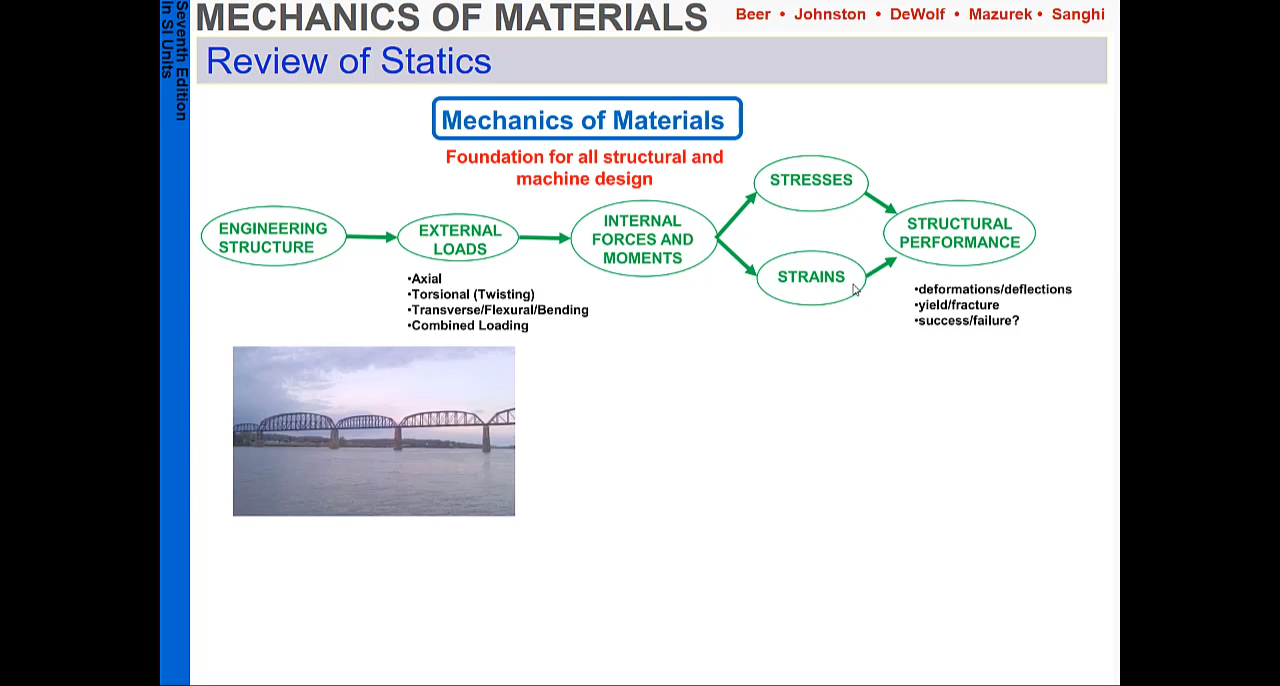 MECHANICS OF MATERIALS
Beer • Johnston • DeWolf • Mazurek • Sanghi
Seventh Edition
in SI Units
Review of Statics
Mechanics of Materials
Foundation for all structural and
machine design
ENGINEERING
STRUCTURE
EXTERNAL
LOADS
•Axial
•Torsional (Twisting)
•Transverse/Flexural/Bending
•Combined Loading
INTERNAL
FORCES AND
MOMENTS
STRESSES
STRAINS
STRUCTURAL
PERFORMANCE
•deformations/deflections
•yield/fracture
•success/failure?